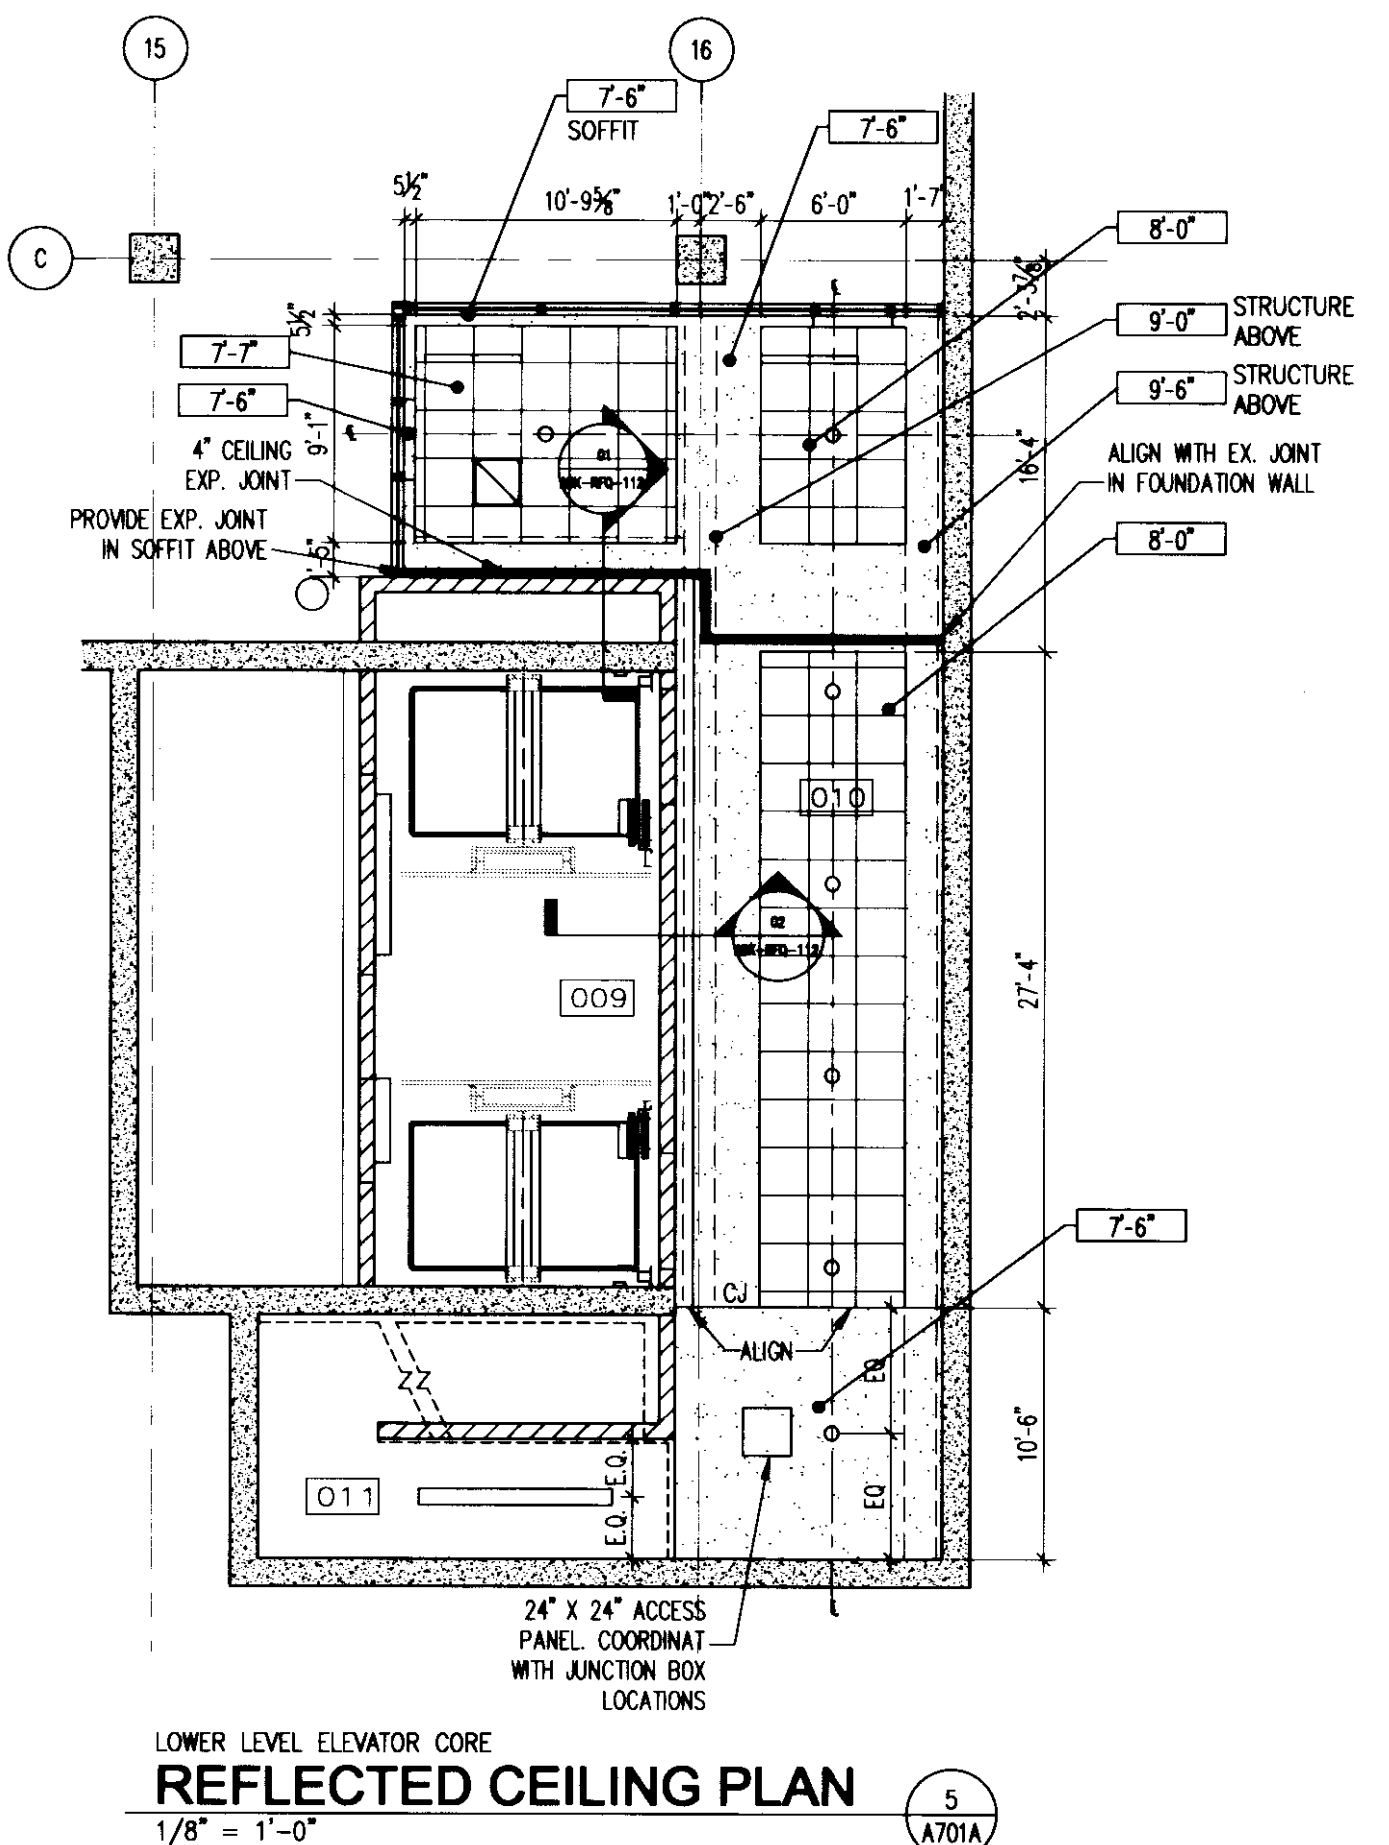 15
16
7'-6"
SOFFIT
7'-6"
5½"
10'-9⅝"
1'-0"
2'-6"
6'-0"
1'-7"
8'-0"
C
2'-3⅞"
5½"
9'-0"
STRUCTURE
ABOVE
7'-7"
9'-6"
STRUCTURE
ABOVE
7'-6"
9'-1"
4" CEILING
EXP. JOINT
01
16'-4"
ALIGN WITH EX. JOINT
IN FOUNDATION WALL
PROVIDE EXP. JOINT
IN SOFFIT ABOVE
8'-0"
010
02
009
27'-4"
7'-6"
CJ
ALIGN
EQ
ZZ
10'-6"
E.Q.
EQ
011
E.Q.
24" X 24" ACCESS
PANEL. COORDINAT
WITH JUNCTION BOX
LOCATIONS
LOWER LEVEL ELEVATOR CORE
REFLECTED CEILING PLAN
1/8" = 1'-0"
5
A701A